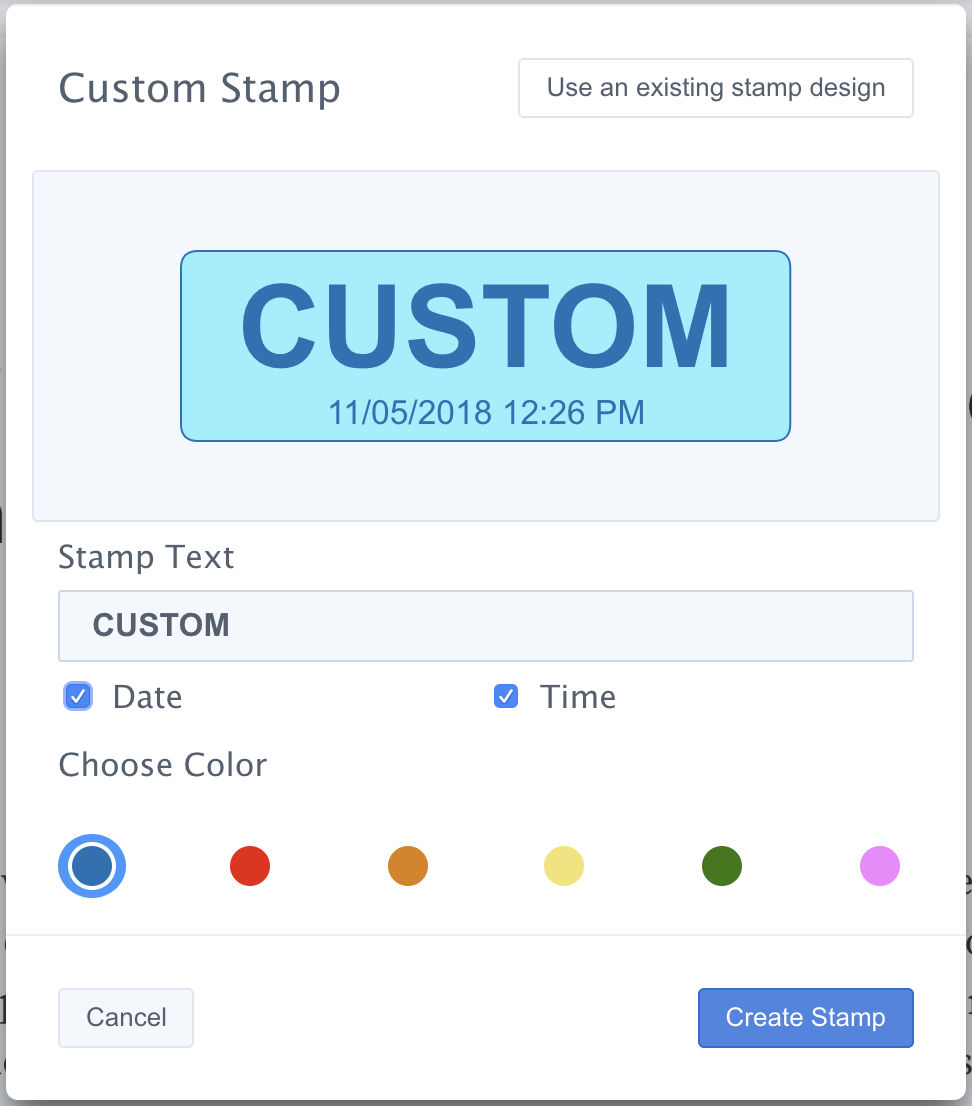 Custom Stamp
Use an existing stamp design
CUSTOM
11/05/2018 12:26 PM
Stamp Text
CUSTOM
Date
Time
Choose Color
Cancel
Create Stamp